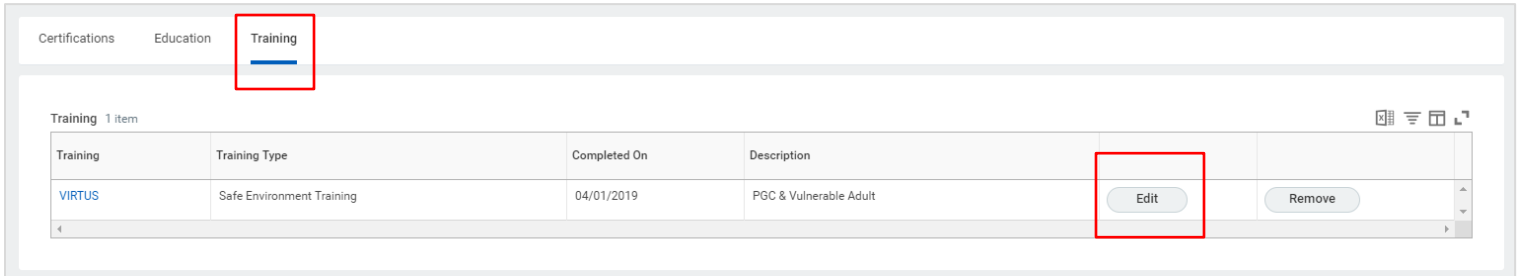 Certifications Education Training
Training 1 item
Training Training Type Completed On Description
VIRTUS Safe Environment Training 04/01/2019 PGC & Vulnerable Adult Edit Remove